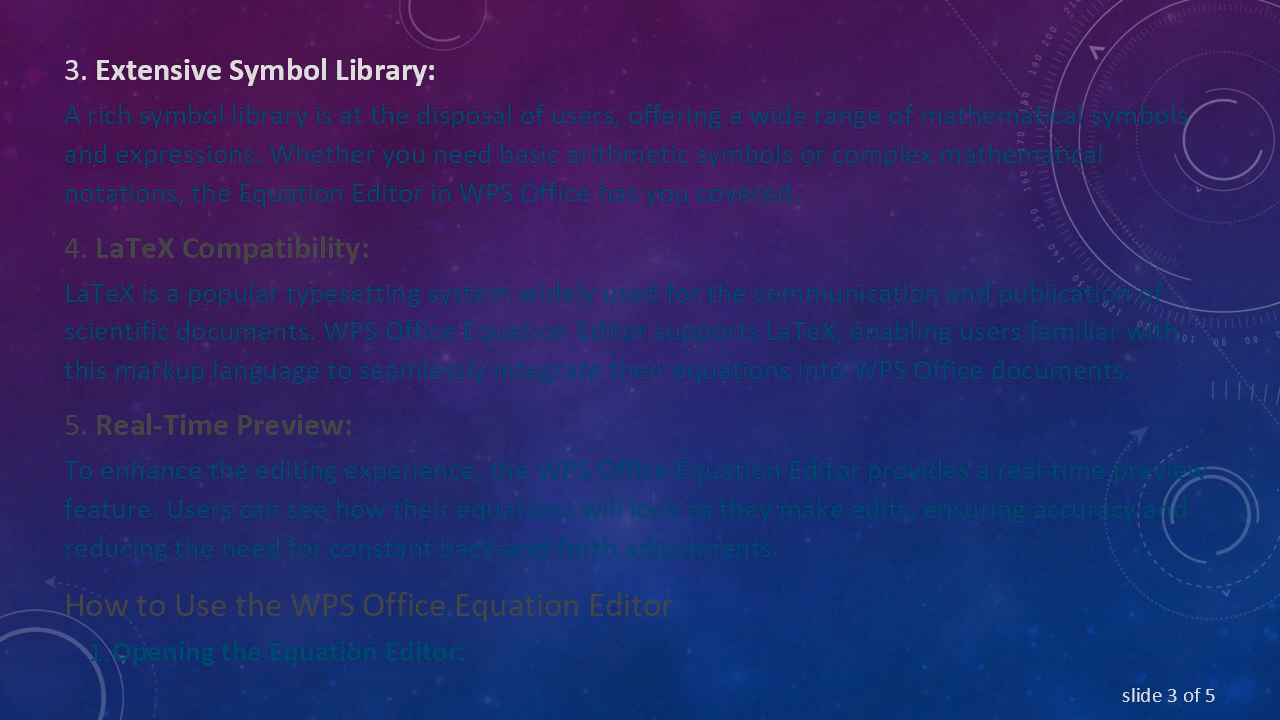 3. Extensive Symbol Library:
A rich symbol library is at the disposal of users, offering a wide range of mathematical symbols
and expressions. Whether you need basic arithmetic symbols or complex mathematical
notations, the Equation Editor in WPS Office has you covered.
4. LaTeX Compatibility:
LaTeX is a popular typesetting system widely used for the communication and publication of
scientific documents. WPS Office Equation Editor supports LaTeX, enabling users familiar with
this markup language to seamlessly integrate their equations into WPS Office documents.
5. Real-Time Preview:
To enhance the editing experience, the WPS Office Equation Editor provides a real-time preview
feature. Users can see how their equations will look as they make edits, ensuring accuracy and
reducing the need for constant back-and-forth adjustments.
How to Use the WPS Office Equation Editor
1. Opening the Equation Editor:
slide 3 of 5